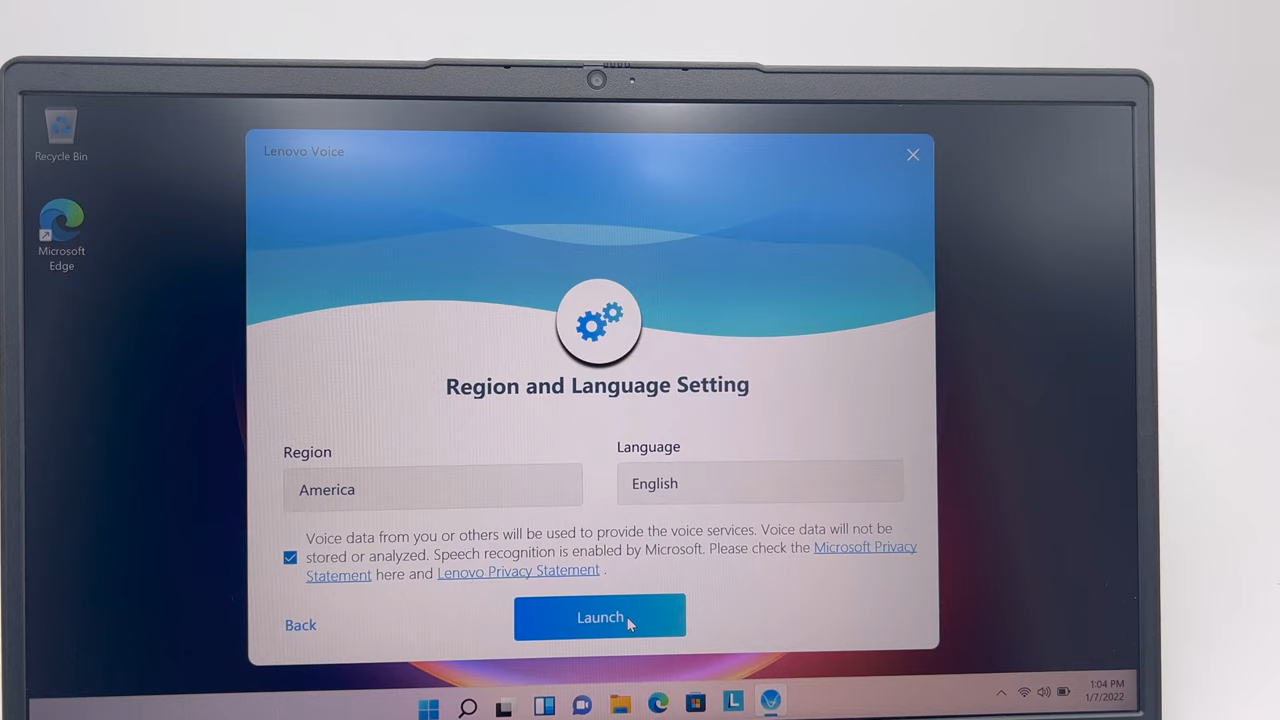 Recycle Bin
Microsoft
Edge
Lenovo Voice
Region and Language Setting
Region
Language
America
English
Voice data from you or others will be used to provide the voice services. Voice data will not be
stored or analyzed. Speech recognition is enabled by Microsoft. Please check the Microsoft Privacy
Statement here and Lenovo Privacy Statement .
Back
Launch
L
1:04 PM
1/7/2022